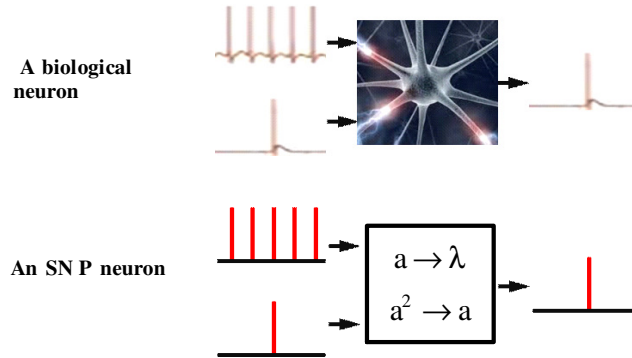 A biological
neuron
An SN P neuron
a → λ
a² → a